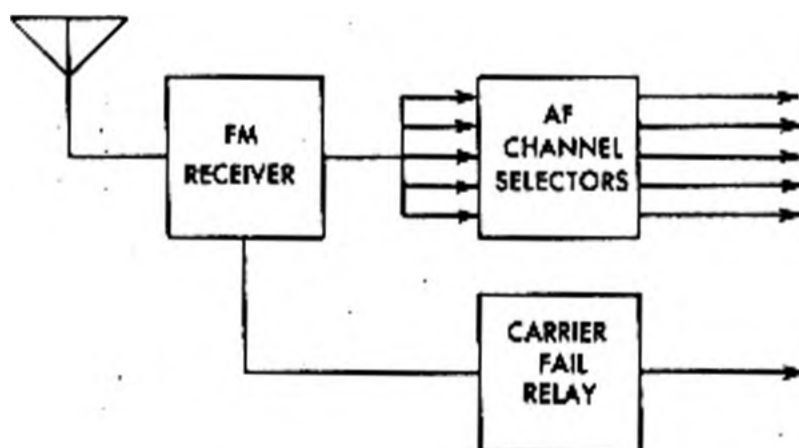 FM
RECEIVER
AF
CHANNEL
SELECTORS
CARRIER
FAIL
RELAY